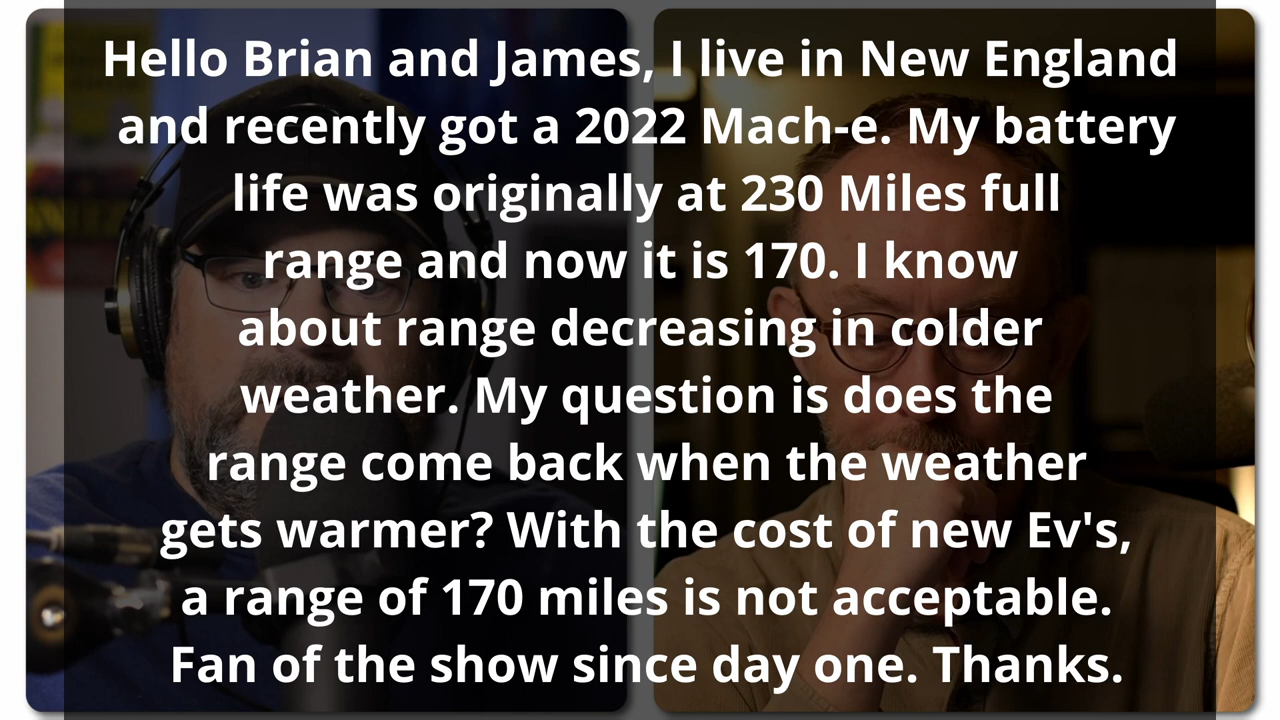 Hello Brian and James, I live in New England
and recently got a 2022 Mach-e. My battery
life was originally at 230 Miles full
range and now it is 170. I know
about range decreasing in colder
weather. My question is does the
range come back when the weather
gets warmer? With the cost of new Ev's,
a range of 170 miles is not acceptable.
Fan of the show since day one. Thanks.